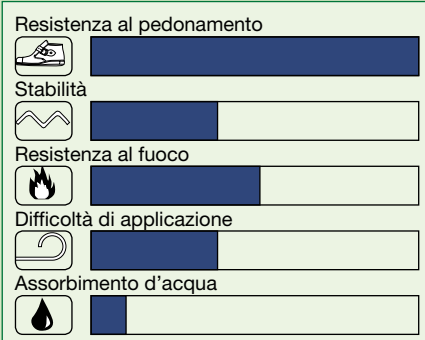 Resistenza al pedonamento
Stabilità
Resistenza al fuoco
Difficoltà di applicazione
Assorbimento d'acqua